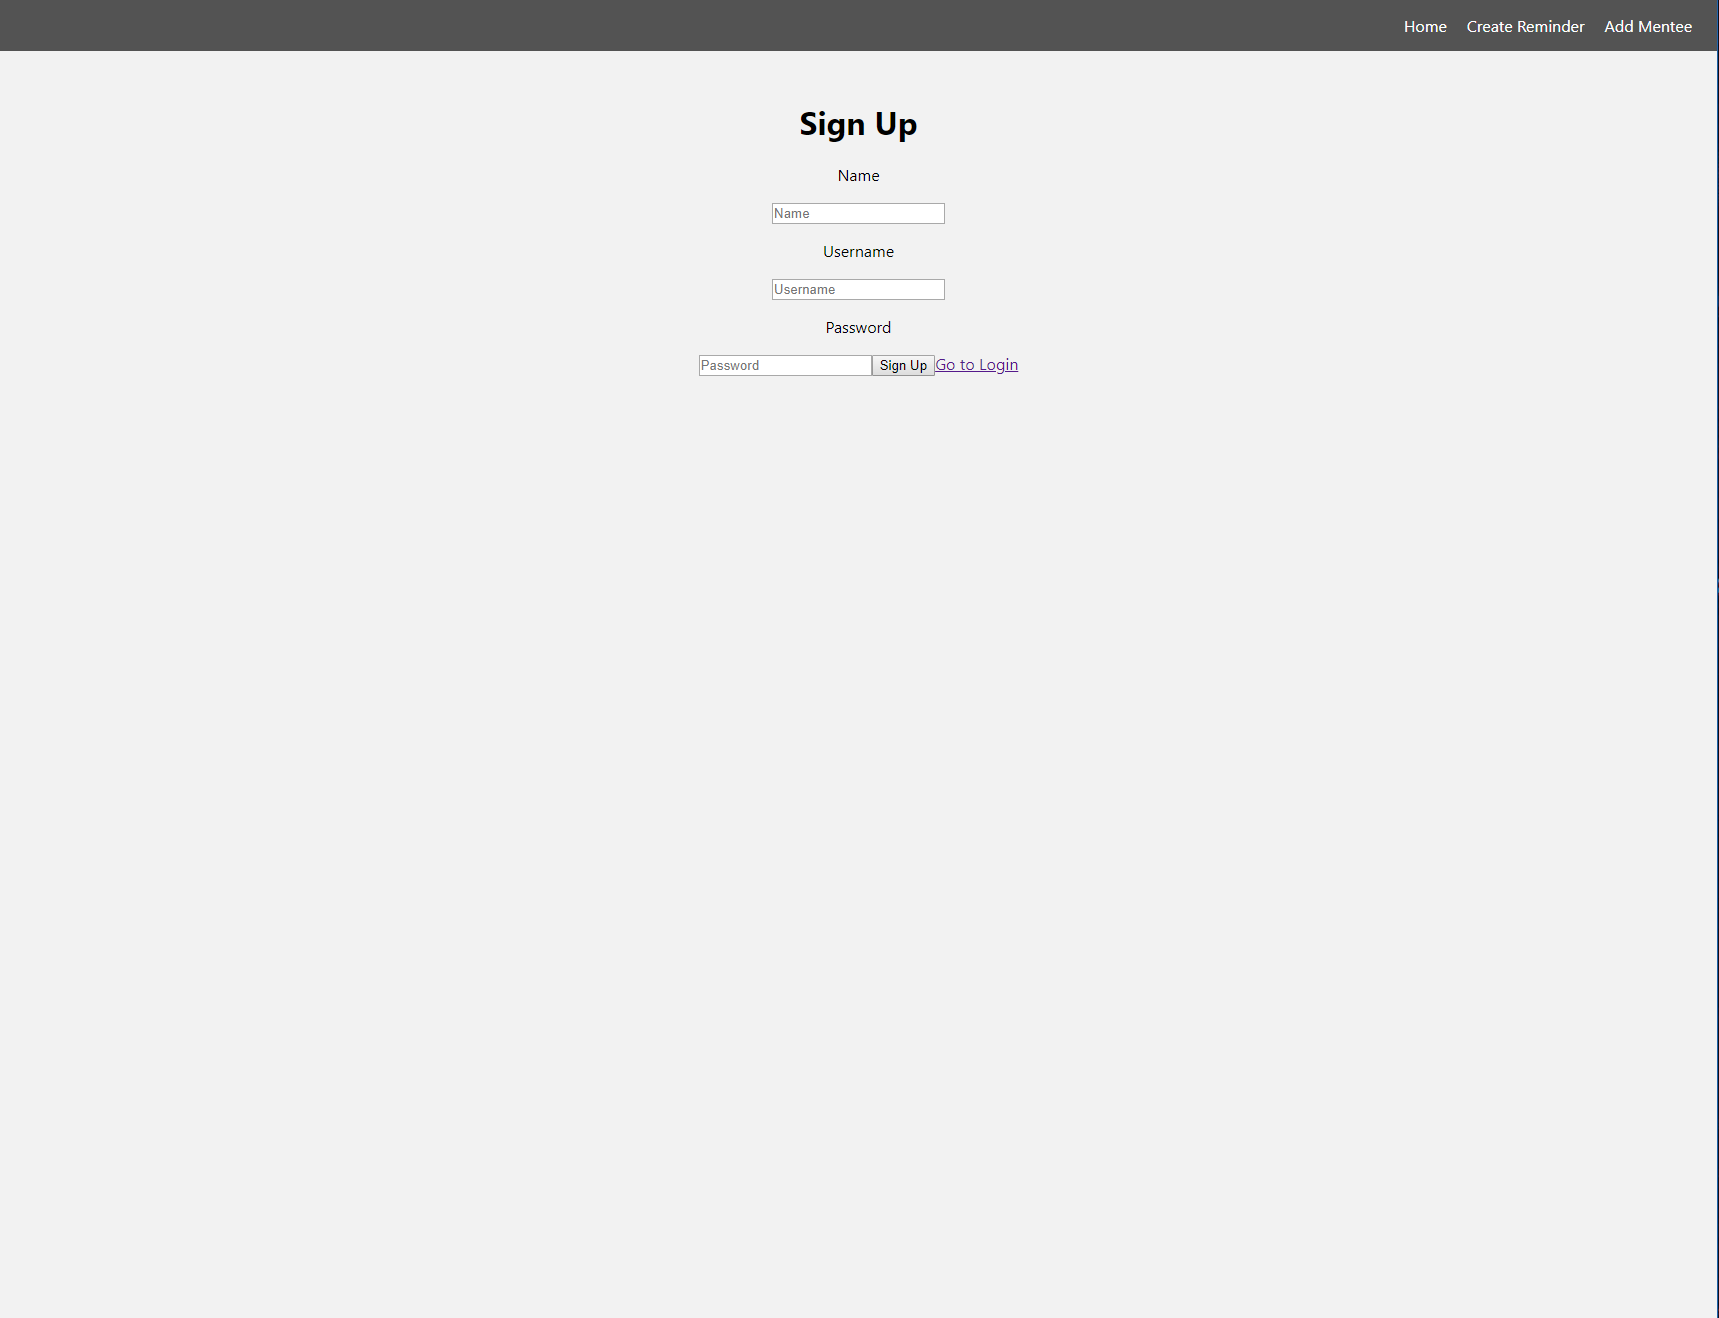 Home Create Reminder Add Mentee
Sign Up
Name
Name
Username
Username
Password
Password Sign Up Go to Login